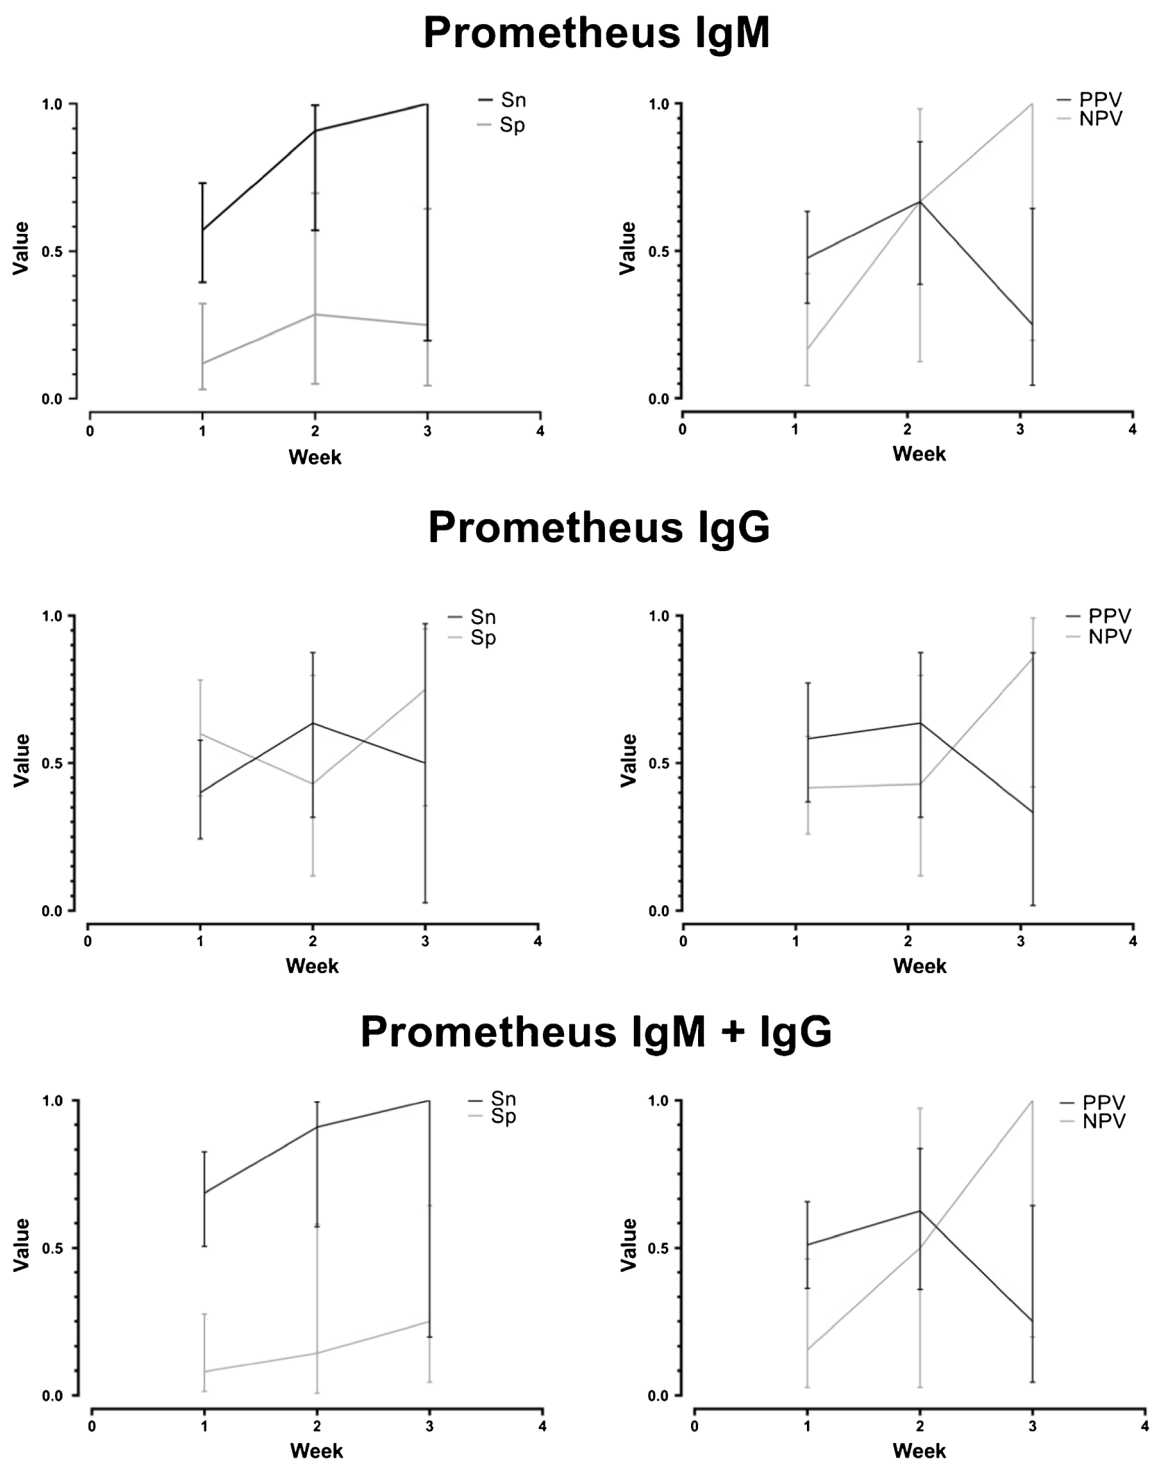 Prometheus IgM
1.0
0.5
0.0
Value
0 1 2 3 4
Week
Sn
Sp
1.0
0.5
0.0
Value
0 1 2 3 4
Week
PPV
NPV
Prometheus IgG
1.0
0.5
0.0
Value
0 1 2 3 4
Week
Sn
Sp
1.0
0.5
0.0
Value
0 1 2 3 4
Week
PPV
NPV
Prometheus IgM + IgG
1.0
0.5
0.0
Value
0 1 2 3 4
Week
Sn
Sp
1.0
0.5
0.0
Value
0 1 2 3 4
Week
PPV
NPV